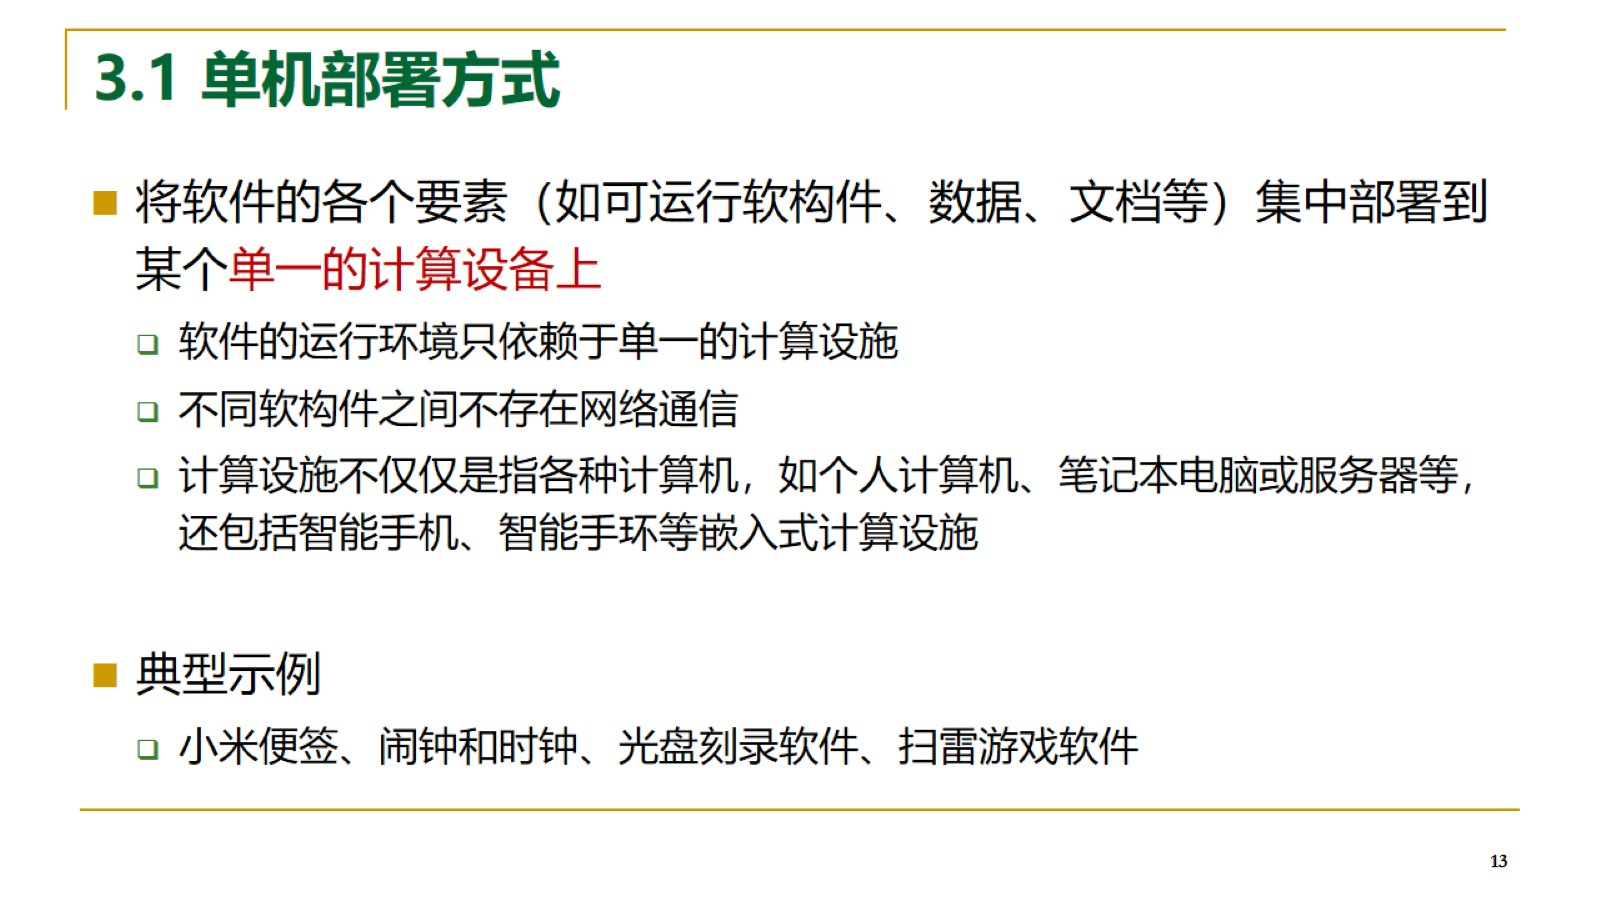 3.1 单机部署方式
将软件的各个要素（如可运行软构件、数据、文档等）集中部署到
某个单一的计算设备上
软件的运行环境只依赖于单一的计算设施
不同软构件之间不存在网络通信
计算设施不仅仅是指各种计算机，如个人计算机、笔记本电脑或服务器等，
还包括智能手机、智能手环等嵌入式计算设施
典型示例
小米便签、闹钟和时钟、光盘刻录软件、扫雷游戏软件
13